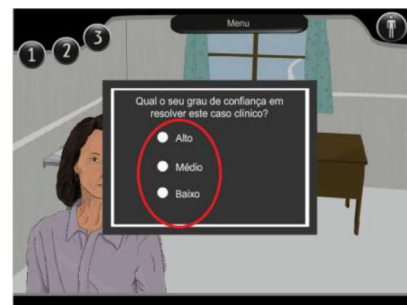 Menu
1 2 3
Qual o seu grau de confiança em
resolver este caso clínico?
Alto
Médio
Baixo